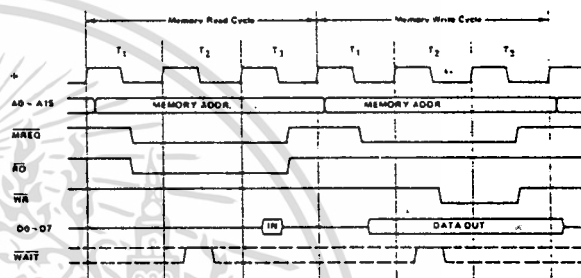 Memory Read Cycle Memory Write Cycle
T1 T2 T3 T1 T2 T3
Φ
A0 ~ A15 MEMORY ADDR. MEMORY ADDR
MREQ
RD
WR
D0 ~ D7 IN DATA OUT
WAIT